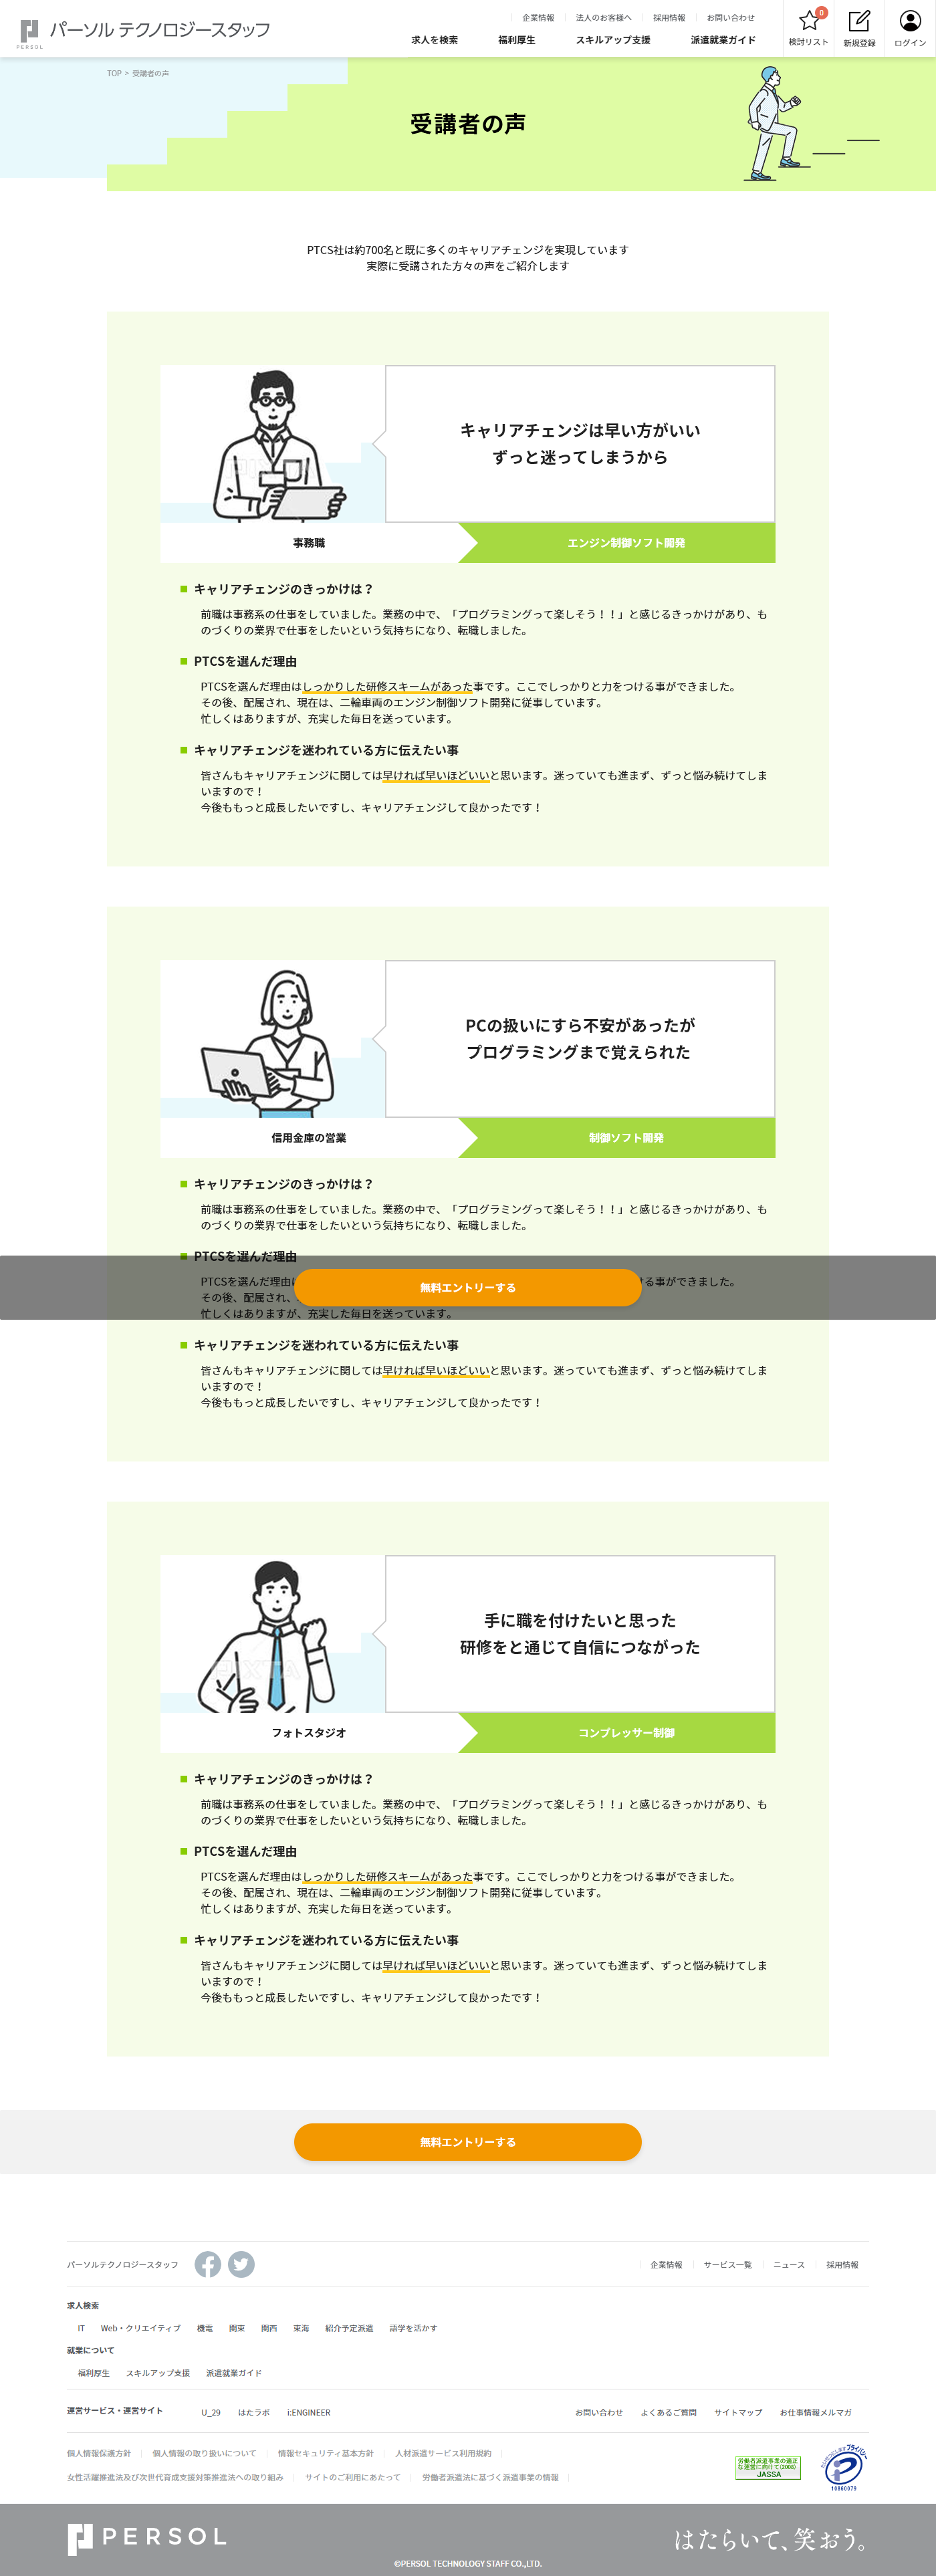 パーソル テクノロジースタッフ
PERSOL
企業情報
法人のお客様へ
採用情報
お問い合わせ
求人を検索
福利厚生
スキルアップ支援
派遣就業ガイド
0
検討リスト
新規登録
ログイン
TOP > 受講者の声
受講者の声
PTCS社は約700名と既に多くのキャリアチェンジを実現しています
実際に受講された方々の声をご紹介します
キャリアチェンジは早い方がいい
ずっと迷ってしまうから
事務職
エンジン制御ソフト開発
キャリアチェンジのきっかけは？
前職は事務系の仕事をしていました。業務の中で、「プログラミングって楽しそう！！」と感じるきっかけがあり、も
のづくりの業界で仕事をしたいという気持ちになり、転職しました。
PTCSを選んだ理由
PTCSを選んだ理由はしっかりした研修スキームがあった事です。ここでしっかりと力をつける事ができました。
その後、配属され、現在は、二輪車両のエンジン制御ソフト開発に従事しています。
忙しくはありますが、充実した毎日を送っています。
キャリアチェンジを迷われている方に伝えたい事
皆さんもキャリアチェンジに関しては早ければ早いほどいいと思います。迷っていても進まず、ずっと悩み続けてしま
いますので！
今後ももっと成長したいですし、キャリアチェンジして良かったです！
PCの扱いにすら不安があったが
プログラミングまで覚えられた
信用金庫の営業
制御ソフト開発
キャリアチェンジのきっかけは？
前職は事務系の仕事をしていました。業務の中で、「プログラミングって楽しそう！！」と感じるきっかけがあり、も
のづくりの業界で仕事をしたいという気持ちになり、転職しました。
PTCSを選んだ理由
PTCSを選んだ理由は
ける事ができました。
無料エントリーする
その後、配属され、
忙しくはありますが、充実した毎日を送っています。
キャリアチェンジを迷われている方に伝えたい事
皆さんもキャリアチェンジに関しては早ければ早いほどいいと思います。迷っていても進まず、ずっと悩み続けてしま
いますので！
今後ももっと成長したいですし、キャリアチェンジして良かったです！
手に職を付けたいと思った
研修をと通じて自信につながった
PIXTA
フォトスタジオ
コンプレッサー制御
キャリアチェンジのきっかけは？
前職は事務系の仕事をしていました。業務の中で、「プログラミングって楽しそう！！」と感じるきっかけがあり、も
のづくりの業界で仕事をしたいという気持ちになり、転職しました。
PTCSを選んだ理由
PTCSを選んだ理由はしっかりした研修スキームがあった事です。ここでしっかりと力をつける事ができました。
その後、配属され、現在は、二輪車両のエンジン制御ソフト開発に従事しています。
忙しくはありますが、充実した毎日を送っています。
キャリアチェンジを迷われている方に伝えたい事
皆さんもキャリアチェンジに関しては早ければ早いほどいいと思います。迷っていても進まず、ずっと悩み続けてしま
いますので！
今後ももっと成長したいですし、キャリアチェンジして良かったです！
無料エントリーする
パーソルテクノロジースタッフ
企業情報
サービス一覧
ニュース
採用情報
求人検索
IT Web・クリエイティブ 機電 関東 関西 東海 紹介予定派遣 語学を活かす
就業について
福利厚生 スキルアップ支援 派遣就業ガイド
運営サービス・運営サイト
U_29 はたラボ i:ENGINEER
お問い合わせ よくあるご質問 サイトマップ お仕事情報メルマガ
個人情報保護方針
個人情報の取り扱いについて
情報セキュリティ基本方針
人材派遣サービス利用規約
女性活躍推進法及び次世代育成支援対策推進法への取り組み
サイトのご利用にあたって
労働者派遣法に基づく派遣事業の情報
労働者派遣事業の適正
な運営に向けて(2008)
JASSA
プライバシー
10860079
PERSOL
はたらいて、笑おう。
©PERSOL TECHNOLOGY STAFF CO.,LTD.